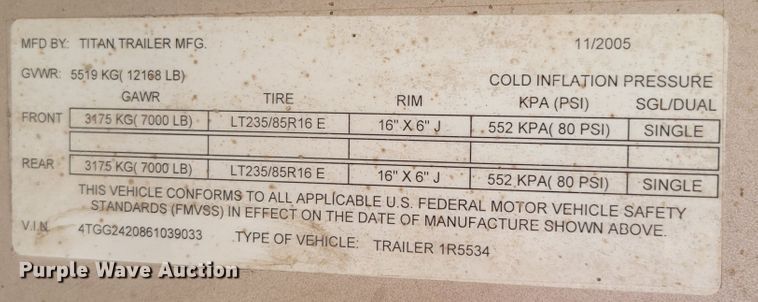 MFD BY: TITAN TRAILER MFG. 11/2005
GVWR: 5519 KG( 12168 LB) COLD INFLATION PRESSURE
GAWR TIRE RIM KPA (PSI) SGL/DUAL
FRONT 3175 KG( 7000 LB) LT235/85R16 E 16" X 6" J 552 KPA( 80 PSI) SINGLE
REAR 3175 KG( 7000 LB) LT235/85R16 E 16" X 6" J 552 KPA( 80 PSI) SINGLE
THIS VEHICLE CONFORMS TO ALL APPLICABLE U.S. FEDERAL MOTOR VEHICLE SAFETY
STANDARDS (FMVSS) IN EFFECT ON THE DATE OF MANUFACTURE SHOWN ABOVE.
V.I.N. 4TGG2420861039033 TYPE OF VEHICLE: TRAILER 1R5534
Purple Wave Auction